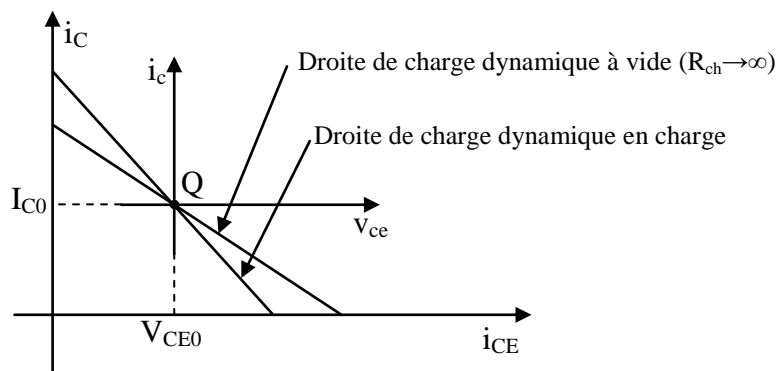 i_C
i_c
Droite de charge dynamique à vide (R_ch→∞)
Droite de charge dynamique en charge
Q
I_C0
v_ce
V_CE0
i_CE